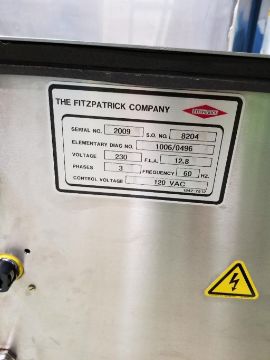 THE FITZPATRICK COMPANY
SERIAL NO. 2009 S.O. NO. 8204
ELEMENTARY DIAG NO. 1006/0496
VOLTAGE 230 F.L.A. 12.8
PHASES 3 FREQUENCY 60 HZ.
CONTROL VOLTAGE 120 VAC